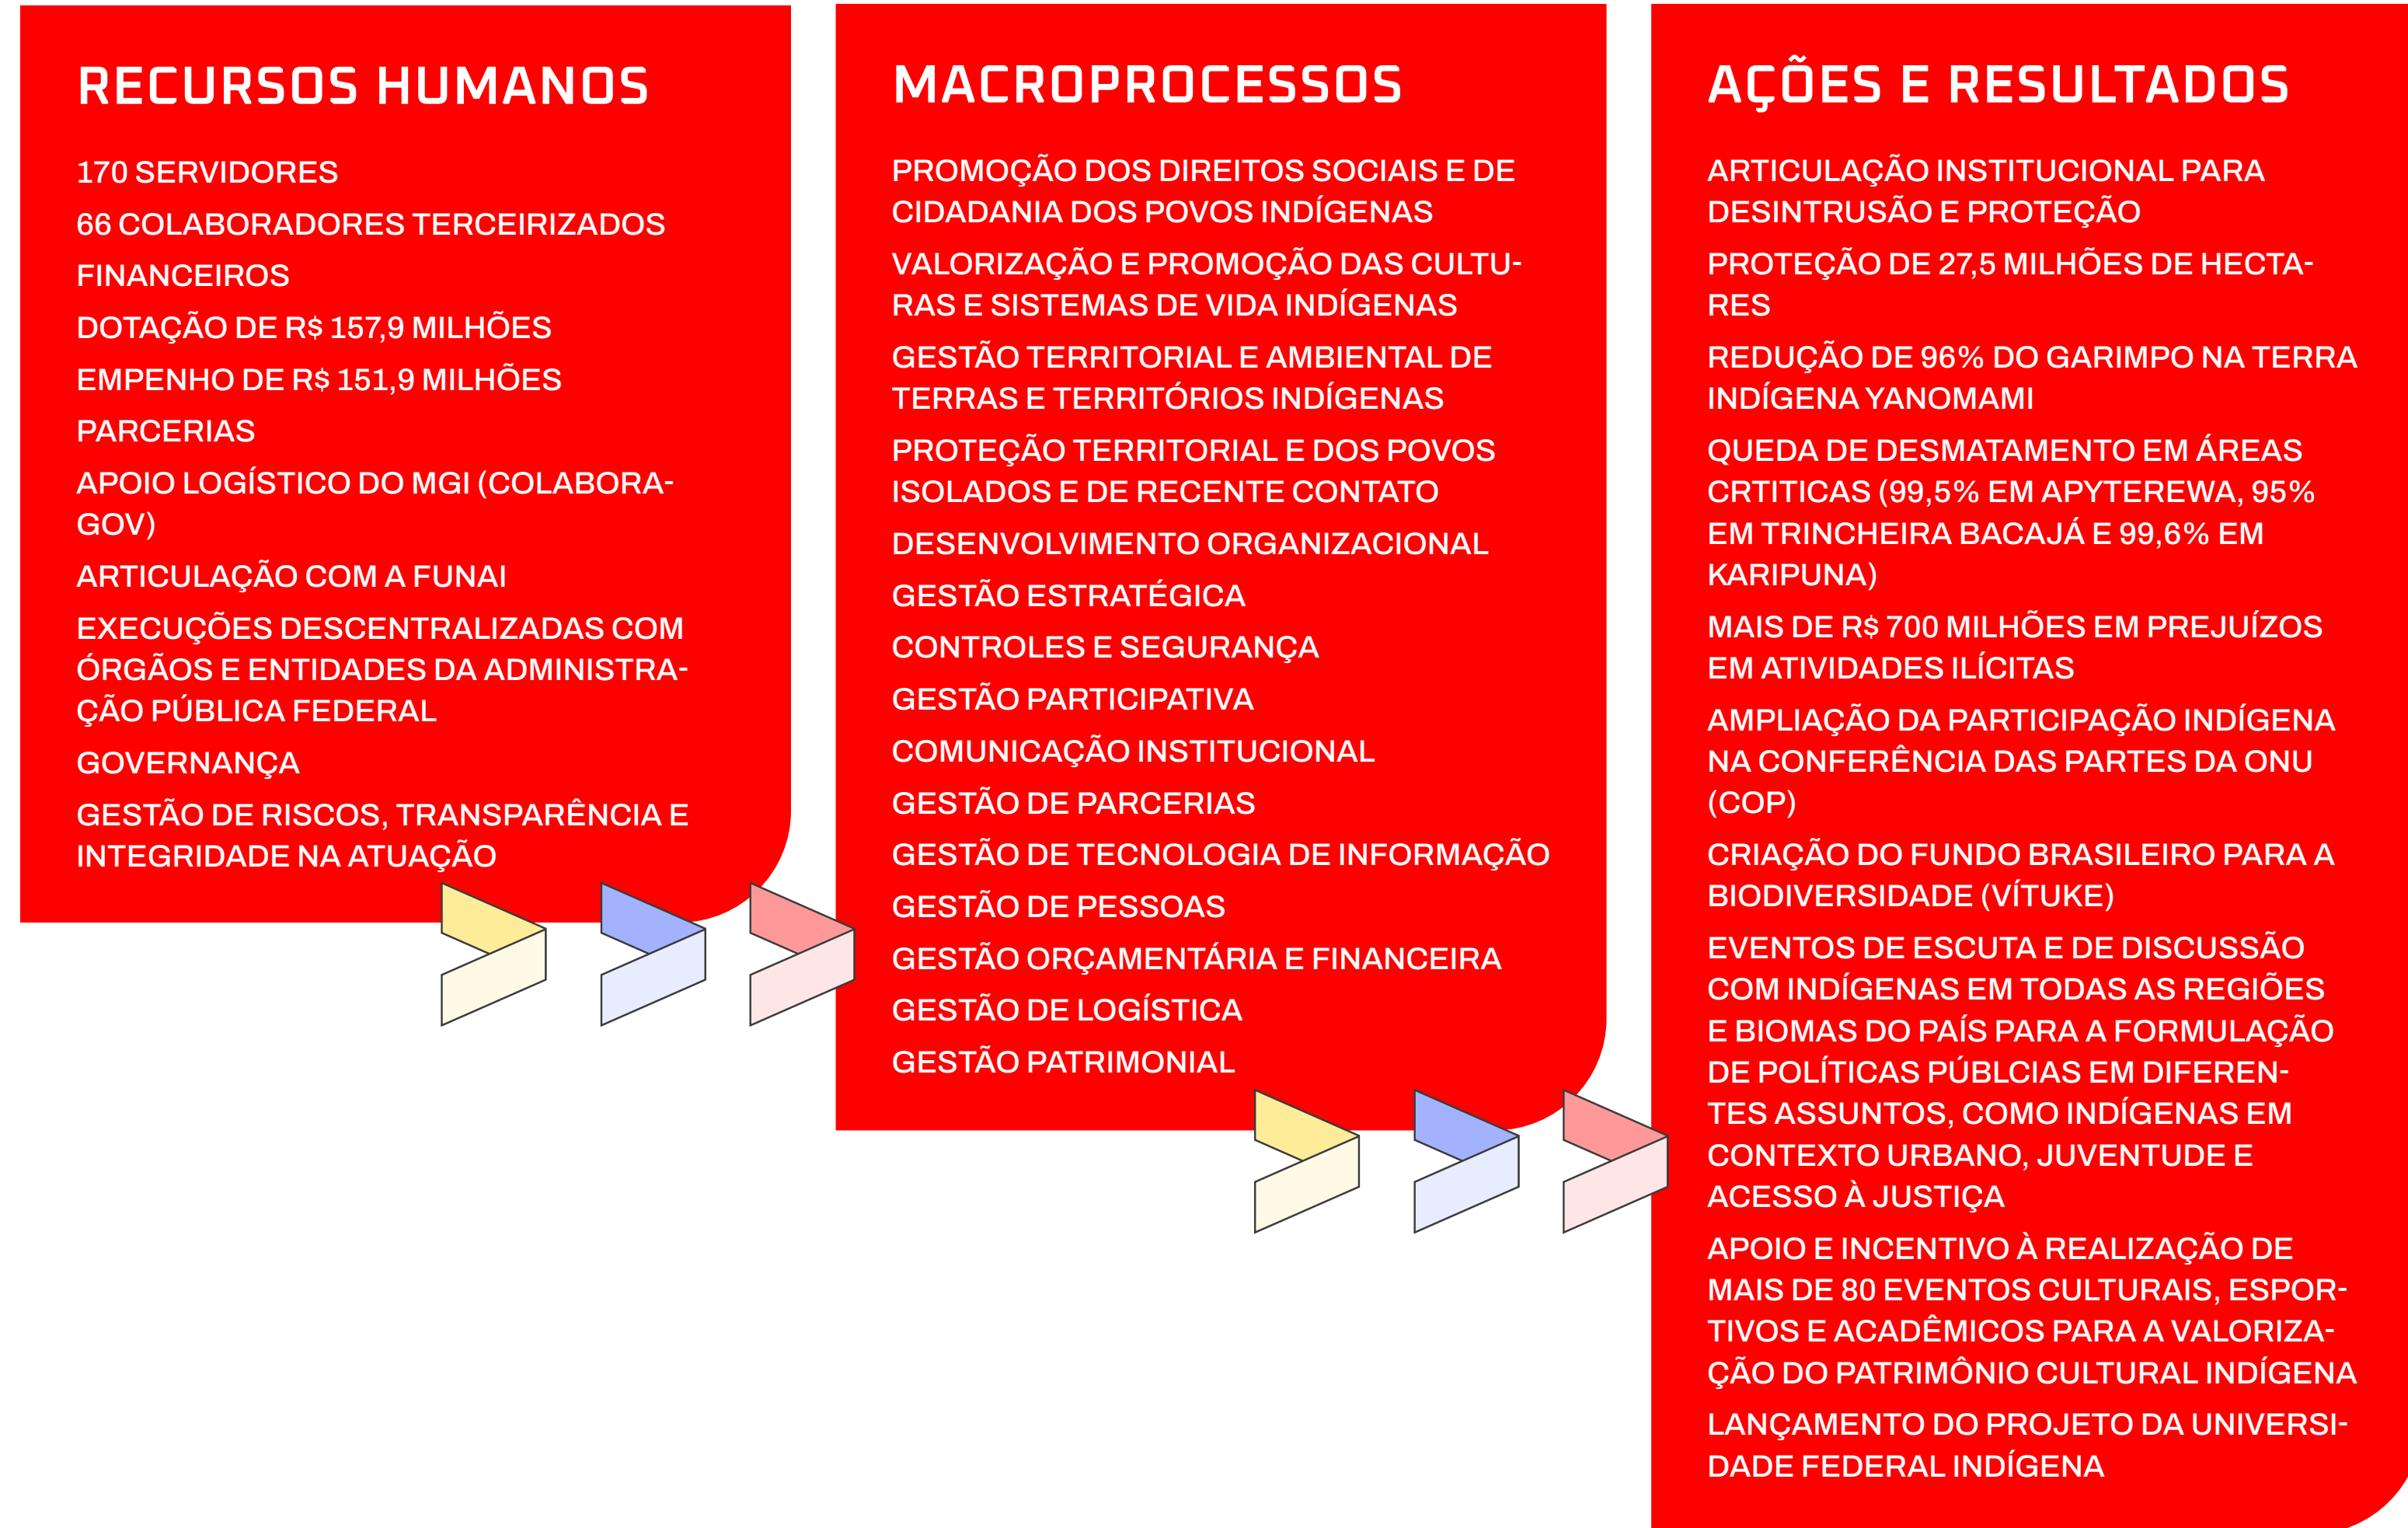 RECURSOS HUMANOS
170 SERVIDORES
66 COLABORADORES TERCEIRIZADOS
FINANCEIROS
DOTAÇÃO DE R$ 157,9 MILHÕES
EMPENHO DE R$ 151,9 MILHÕES
PARCERIAS
APOIO LOGÍSTICO DO MGI (COLABORA-
GOV)
ARTICULAÇÃO COM A FUNAI
EXECUÇÕES DESCENTRALIZADAS COM
ÓRGÃOS E ENTIDADES DA ADMINISTRA-
ÇÃO PÚBLICA FEDERAL
GOVERNANÇA
GESTÃO DE RISCOS, TRANSPARÊNCIA E
INTEGRIDADE NA ATUAÇÃO
MACROPROCESSOS
PROMOÇÃO DOS DIREITOS SOCIAIS E DE
CIDADANIA DOS POVOS INDÍGENAS
VALORIZAÇÃO E PROMOÇÃO DAS CULTU-
RAS E SISTEMAS DE VIDA INDÍGENAS
GESTÃO TERRITORIAL E AMBIENTAL DE
TERRAS E TERRITÓRIOS INDÍGENAS
PROTEÇÃO TERRITORIAL E DOS POVOS
ISOLADOS E DE RECENTE CONTATO
DESENVOLVIMENTO ORGANIZACIONAL
GESTÃO ESTRATÉGICA
CONTROLES E SEGURANÇA
GESTÃO PARTICIPATIVA
COMUNICAÇÃO INSTITUCIONAL
GESTÃO DE PARCERIAS
GESTÃO DE TECNOLOGIA DE INFORMAÇÃO
GESTÃO DE PESSOAS
GESTÃO ORÇAMENTÁRIA E FINANCEIRA
GESTÃO DE LOGÍSTICA
GESTÃO PATRIMONIAL
AÇÕES E RESULTADOS
ARTICULAÇÃO INSTITUCIONAL PARA
DESINTRUSÃO E PROTEÇÃO
PROTEÇÃO DE 27,5 MILHÕES DE HECTA-
RES
REDUÇÃO DE 96% DO GARIMPO NA TERRA
INDÍGENA YANOMAMI
QUEDA DE DESMATAMENTO EM ÁREAS
CRTITICAS (99,5% EM APYTEREWA, 95%
EM TRINCHEIRA BACAJÁ E 99,6% EM
KARIPUNA)
MAIS DE R$ 700 MILHÕES EM PREJUÍZOS
EM ATIVIDADES ILÍCITAS
AMPLIAÇÃO DA PARTICIPAÇÃO INDÍGENA
NA CONFERÊNCIA DAS PARTES DA ONU
(COP)
CRIAÇÃO DO FUNDO BRASILEIRO PARA A
BIODIVERSIDADE (VÍTUKE)
EVENTOS DE ESCUTA E DE DISCUSSÃO
COM INDÍGENAS EM TODAS AS REGIÕES
E BIOMAS DO PAÍS PARA A FORMULAÇÃO
DE POLÍTICAS PÚBLCIAS EM DIFEREN-
TES ASSUNTOS, COMO INDÍGENAS EM
CONTEXTO URBANO, JUVENTUDE E
ACESSO À JUSTIÇA
APOIO E INCENTIVO À REALIZAÇÃO DE
MAIS DE 80 EVENTOS CULTURAIS, ESPOR-
TIVOS E ACADÊMICOS PARA A VALORIZA-
ÇÃO DO PATRIMÔNIO CULTURAL INDÍGENA
LANÇAMENTO DO PROJETO DA UNIVERSI-
DADE FEDERAL INDÍGENA